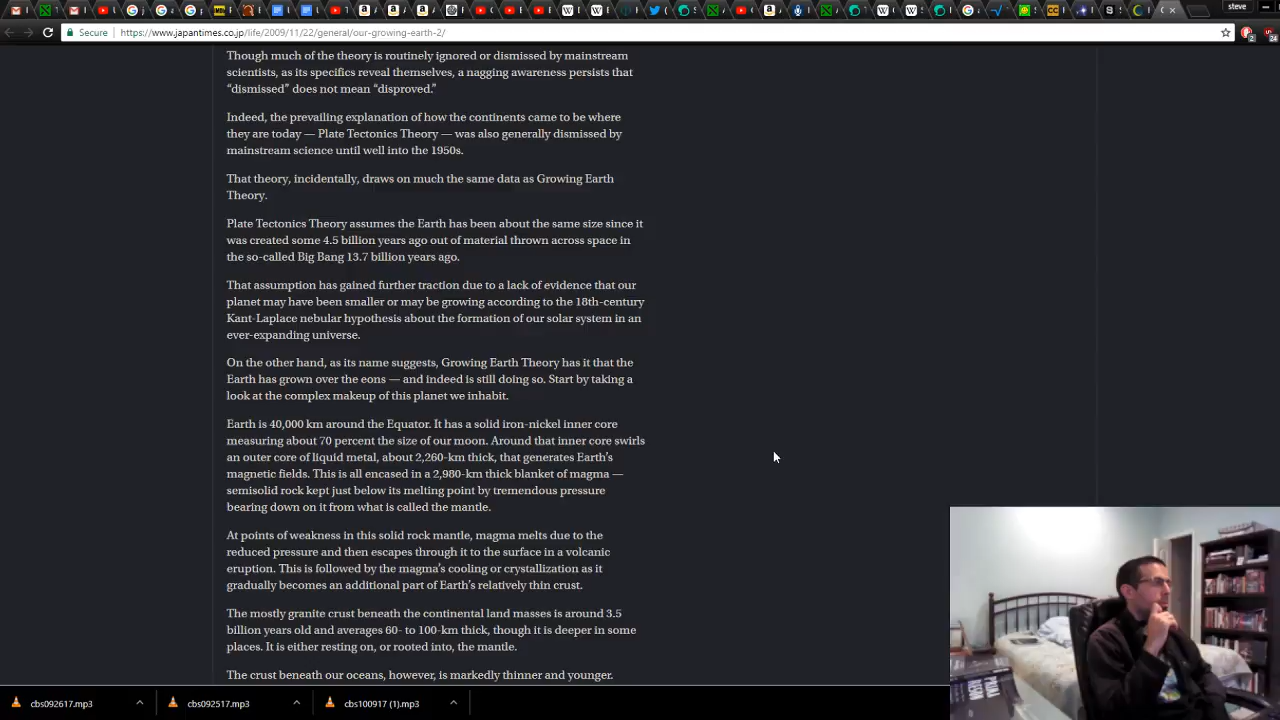 steve
Secure
https://www.japantimes.co.jp/life/2009/11/22/general/our-growing-earth-2/
Though much of the theory is routinely ignored or dismissed by mainstream
scientists, as its specifics reveal themselves, a nagging awareness persists that
“dismissed” does not mean “disproved.”
Indeed, the prevailing explanation of how the continents came to be where
they are today — Plate Tectonics Theory — was also generally dismissed by
mainstream science until well into the 1950s.
That theory, incidentally, draws on much the same data as Growing Earth
Theory.
Plate Tectonics Theory assumes the Earth has been about the same size since it
was created some 4.5 billion years ago out of material thrown across space in
the so-called Big Bang 13.7 billion years ago.
That assumption has gained further traction due to a lack of evidence that our
planet may have been smaller or may be growing according to the 18th-century
Kant-Laplace nebular hypothesis about the formation of our solar system in an
ever-expanding universe.
On the other hand, as its name suggests, Growing Earth Theory has it that the
Earth has grown over the eons — and indeed is still doing so. Start by taking a
look at the complex makeup of this planet we inhabit.
Earth is 40,000 km around the Equator. It has a solid iron-nickel inner core
measuring about 70 percent the size of our moon. Around that inner core swirls
an outer core of liquid metal, about 2,260-km thick, that generates Earth’s
magnetic fields. This is all encased in a 2,980-km thick blanket of magma —
semisolid rock kept just below its melting point by tremendous pressure
bearing down on it from what is called the mantle.
At points of weakness in this solid rock mantle, magma melts due to the
reduced pressure and then escapes through it to the surface in a volcanic
eruption. This is followed by the magma’s cooling or crystallization as it
gradually becomes an additional part of Earth’s relatively thin crust.
The mostly granite crust beneath the continental land masses is around 3.5
billion years old and averages 60- to 100-km thick, though it is deeper in some
places. It is either resting on, or rooted into, the mantle.
The crust beneath our oceans, however, is markedly thinner and younger.
cbs092617.mp3
cbs092517.mp3
cbs100917 (1).mp3